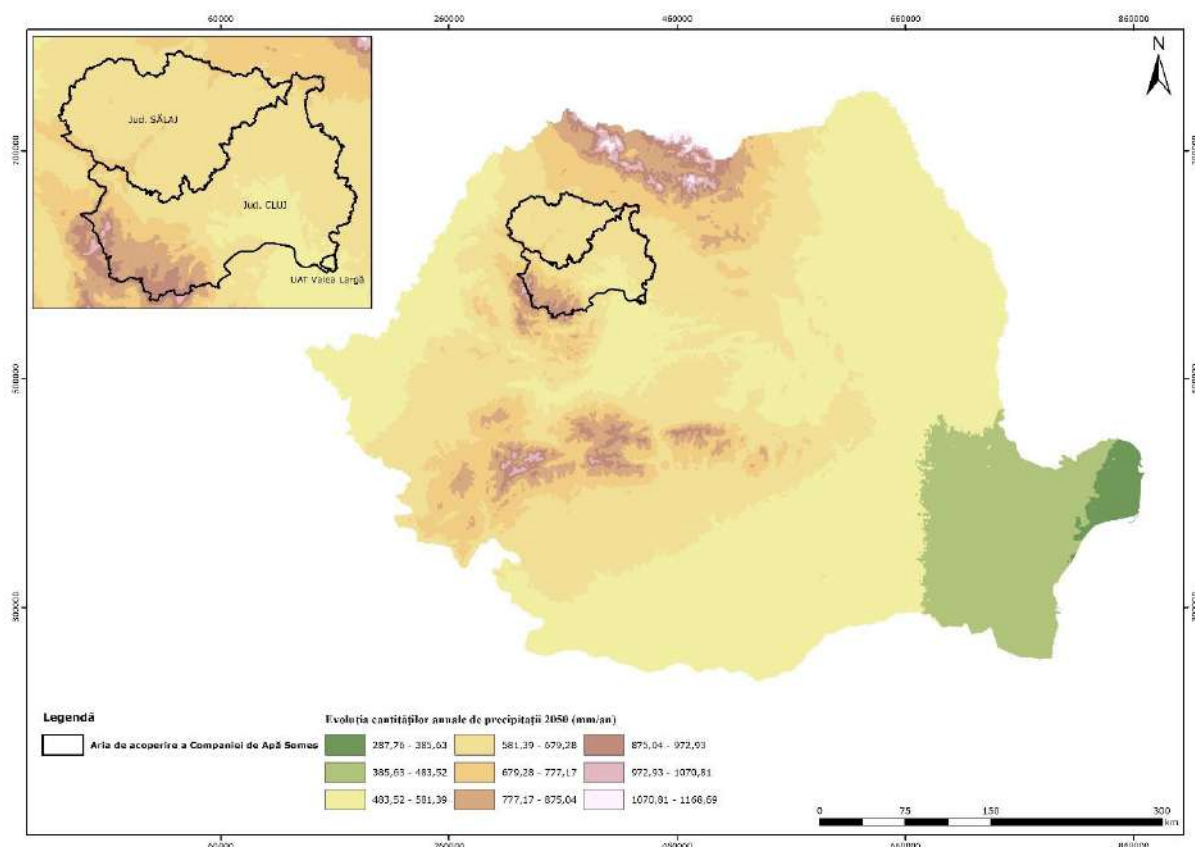 60000 260000 460000 660000 860000
N
Jud. SĂLAJ
Jud. CLUJ
UAT Valea Largă
700000
500000
300000
Legendă
Aria de acoperire a Companiei de Apă Someș
Evoluția cantităților anuale de precipitații 2050 (mm/an)
287,76 - 385,63
385,63 - 483,52
483,52 - 581,39
581,39 - 679,28
679,28 - 777,17
777,17 - 875,04
875,04 - 972,93
972,93 - 1070,81
1070,81 - 1168,69
0 75 150 300
km
60000 260000 460000 660000 860000